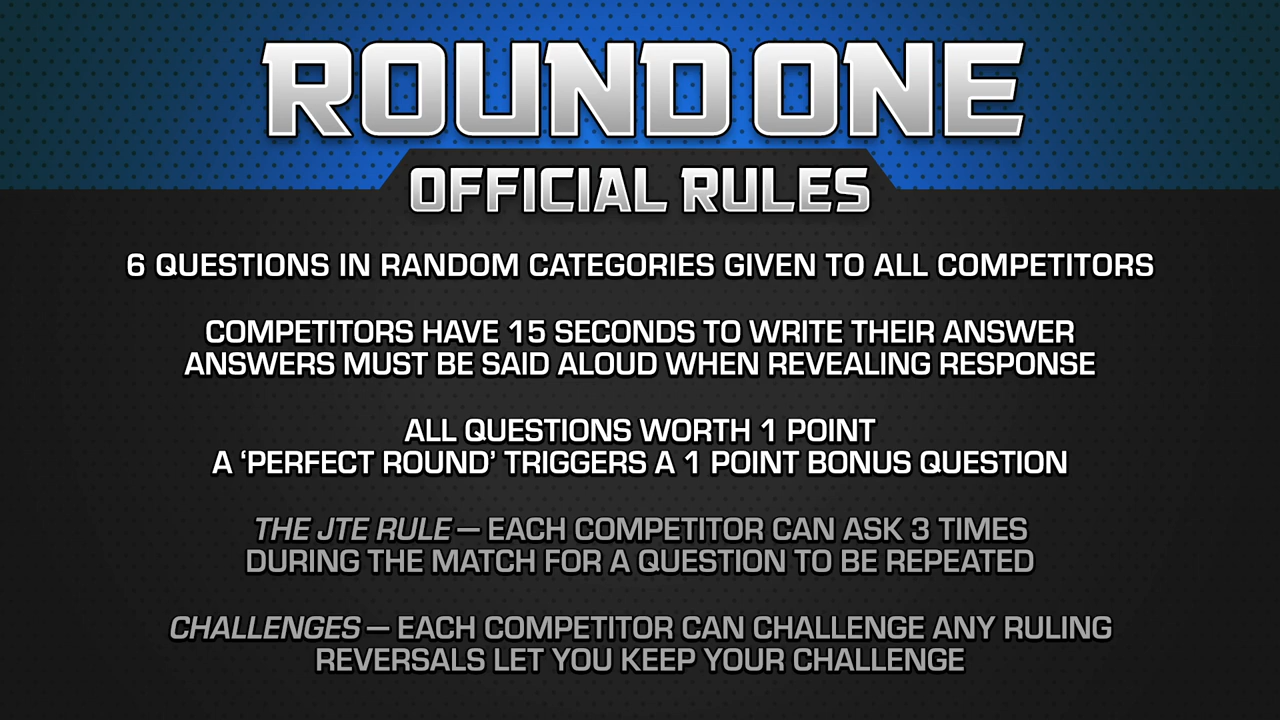 ROUND ONE
OFFICIAL RULES
6 QUESTIONS IN RANDOM CATEGORIES GIVEN TO ALL COMPETITORS
COMPETITORS HAVE 15 SECONDS TO WRITE THEIR ANSWER
ANSWERS MUST BE SAID ALOUD WHEN REVEALING RESPONSE
ALL QUESTIONS WORTH 1 POINT
A ‘PERFECT ROUND’ TRIGGERS A 1 POINT BONUS QUESTION
THE JTE RULE – EACH COMPETITOR CAN ASK 3 TIMES
DURING THE MATCH FOR A QUESTION TO BE REPEATED
CHALLENGES – EACH COMPETITOR CAN CHALLENGE ANY RULING
REVERSALS LET YOU KEEP YOUR CHALLENGE